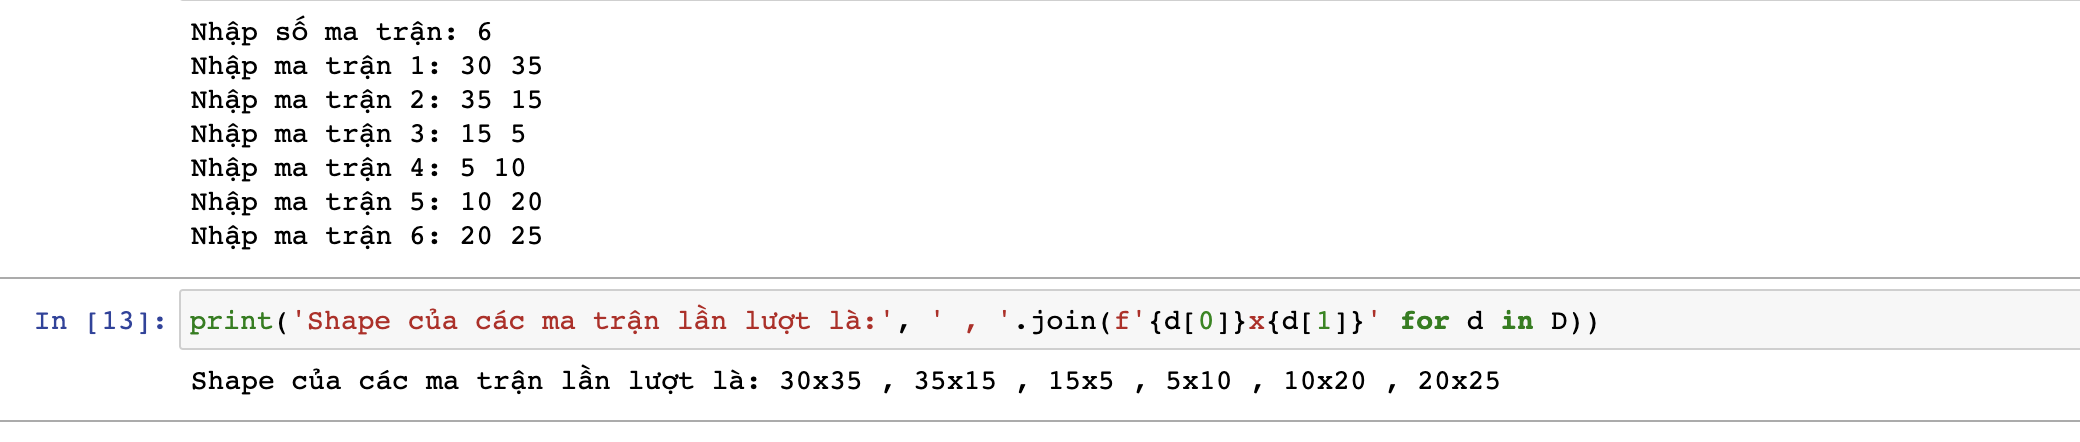 Nhập số ma trận: 6
Nhập ma trận 1: 30 35
Nhập ma trận 2: 35 15
Nhập ma trận 3: 15 5
Nhập ma trận 4: 5 10
Nhập ma trận 5: 10 20
Nhập ma trận 6: 20 25
In [13]: print('Shape của các ma trận lần lượt là:', ' , '.join(f'{d[0]}x{d[1]}' for d in D))
Shape của các ma trận lần lượt là: 30x35 , 35x15 , 15x5 , 5x10 , 10x20 , 20x25